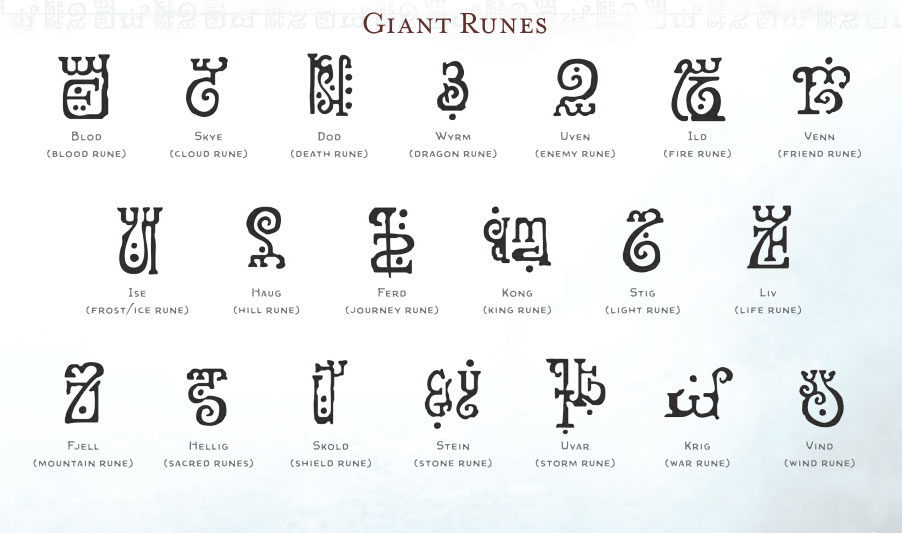 Giant Runes
Blod Skye Dod Wyrm Uven Ild Venn
(blood rune) (cloud rune) (death rune) (dragon rune) (enemy rune) (fire rune) (friend rune)
Ise Haug Ferd Kong Stig Liv
(frost/ice rune) (hill rune) (journey rune) (king rune) (light rune) (life rune)
Fjell Hellig Skold Stein Uvar Krig Vind
(mountain rune) (sacred runes) (shield rune) (stone rune) (storm rune) (war rune) (wind rune)